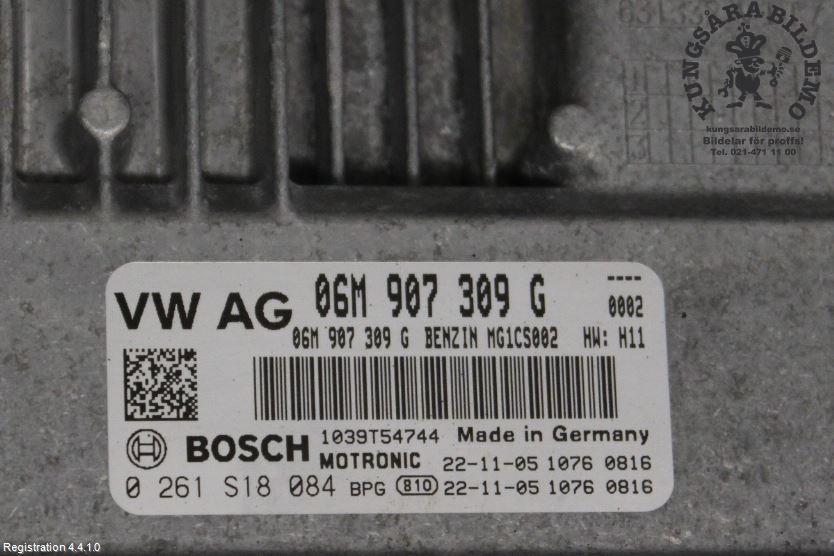 KUNGSÅRA BILDEMO
kungsarabildemo.se
Bildelar för proffs!
Tel. 021-471 11 00
VW AG 06M 907 309 G ----
0002
06M 907 309 G BENZIN MG1CS002 HW: H11
BOSCH 1039T54744 Made in Germany
MOTRONIC 22-11-05 1076 0816
0 261 S18 084 BPG 810 22-11-05 1076 0816
Registration 4.4.1.0